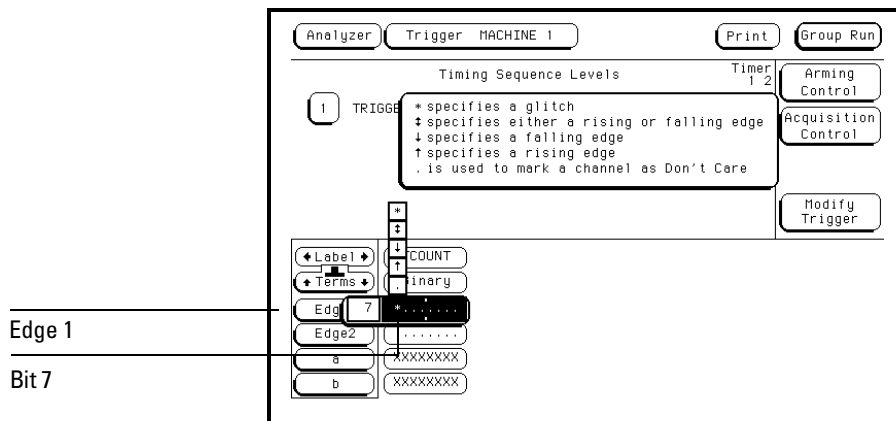 Analyzer Trigger MACHINE 1 Print Group Run
Timing Sequence Levels Timer
1 2
Arming
Control
1 TRIGGE
* specifies a glitch
↕ specifies either a rising or falling edge
↓ specifies a falling edge
↑ specifies a rising edge
. is used to mark a channel as Don't Care
Acquisition
Control
Modify
Trigger
*
↕
↓
↑
.
←Label→ TCOUNT
↑Terms↓ inary
Edg 7 *.......
Edge2 .......
a XXXXXXXX
b XXXXXXXX
Edge 1
Bit 7